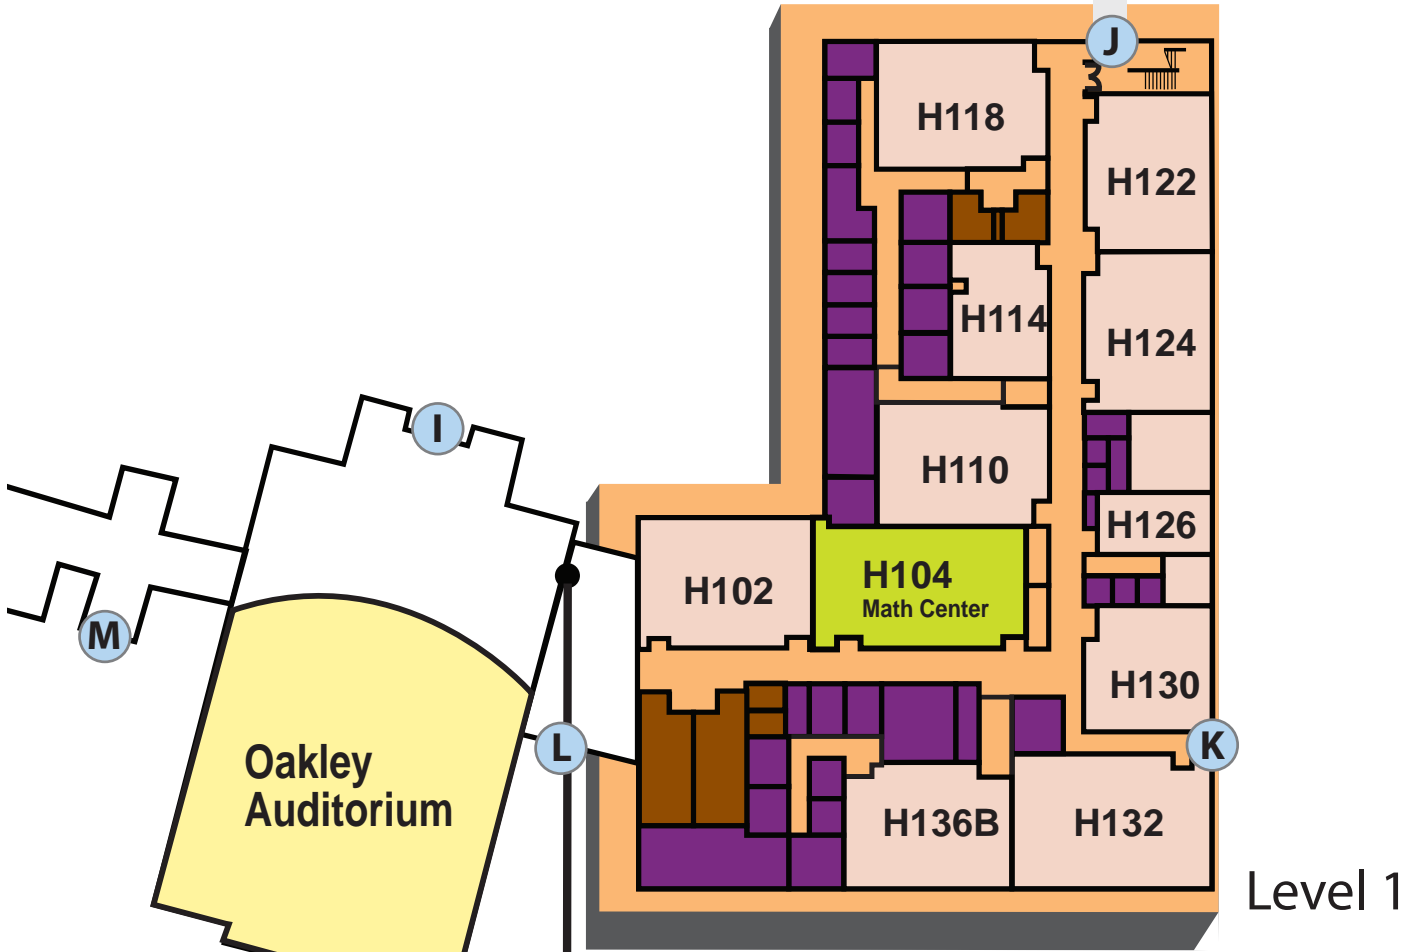 J
H118
H122
H114
H124
I
H110
H126
H104
Math Center
H102
M
H130
L
K
Oakley
Auditorium
H136B
H132
Level 1